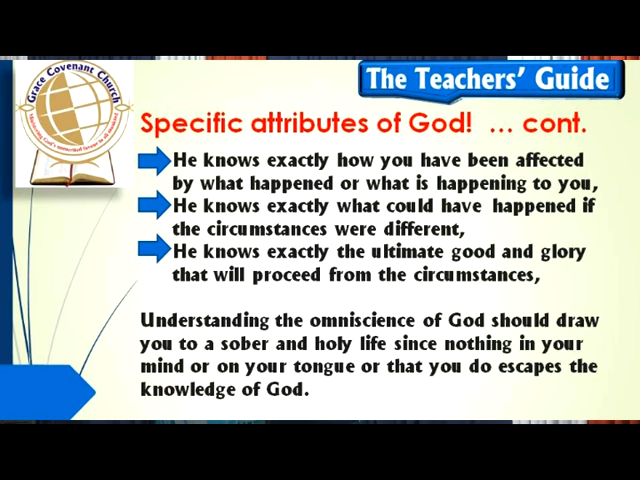 Grace Covenant Church
The Teachers' Guide
Specific attributes of God! ... cont.
He knows exactly how you have been affected
by what happened or what is happening to you,
He knows exactly what could have happened if
the circumstances were different,
He knows exactly the ultimate good and glory
that will proceed from the circumstances,
Understanding the omniscience of God should draw
you to a sober and holy life since nothing in your
mind or on your tongue or that you do escapes the
knowledge of God.